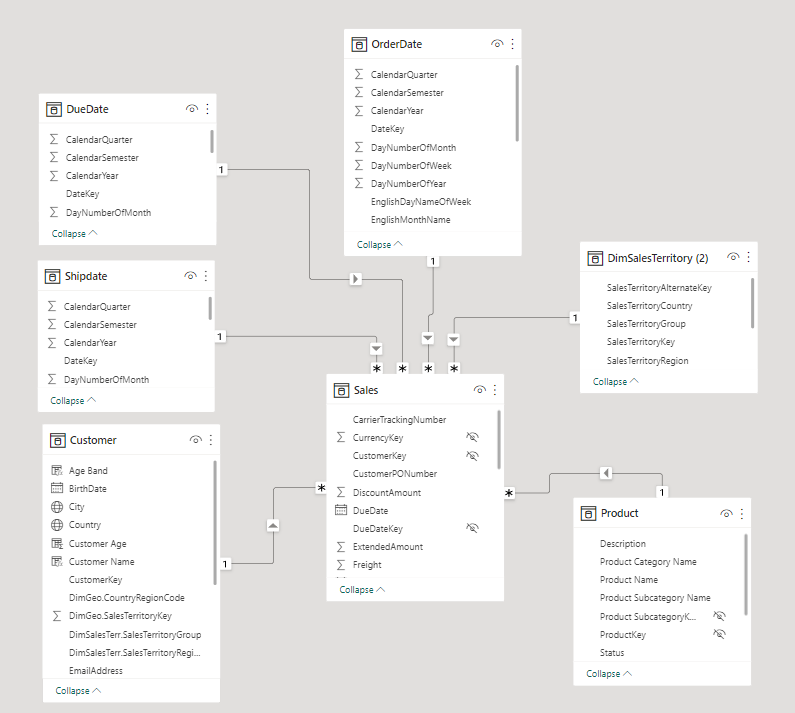 OrderDate
CalendarQuarter
CalendarSemester
CalendarYear
DateKey
DayNumberOfMonth
DayNumberOfWeek
DayNumberOfYear
EnglishDayNameOfWeek
EnglishMonthName
Collapse
1
DueDate
CalendarQuarter
CalendarSemester
CalendarYear
DateKey
DayNumberOfMonth
Collapse
1
Shipdate
CalendarQuarter
CalendarSemester
CalendarYear
DateKey
DayNumberOfMonth
Collapse
1
DimSalesTerritory (2)
SalesTerritoryAlternateKey
SalesTerritoryCountry
SalesTerritoryGroup
SalesTerritoryKey
SalesTerritoryRegion
Collapse
1
* * * *
Sales
CarrierTrackingNumber
CurrencyKey
CustomerKey
CustomerPONumber
DiscountAmount
DueDate
DueDateKey
ExtendedAmount
Freight
Collapse
*
*
Customer
Age Band
BirthDate
City
Country
Customer Age
Customer Name
CustomerKey
DimGeo.CountryRegionCode
DimGeo.SalesTerritoryKey
DimSalesTerr.SalesTerritoryGroup
DimSalesTerr.SalesTerritoryRegi...
EmailAddress
Collapse
1
1
Product
Description
Product Category Name
Product Name
Product Subcategory Name
Product SubcategoryK...
ProductKey
Status
Collapse